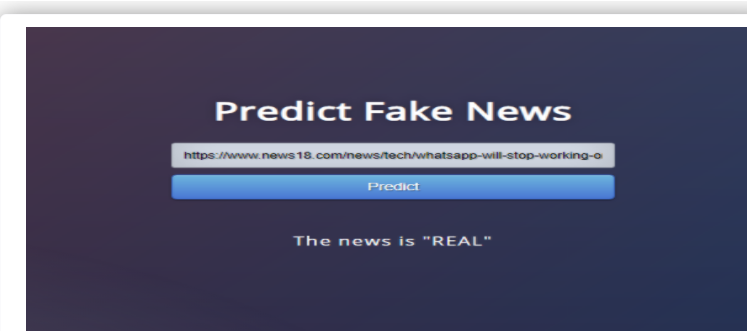 Predict Fake News
https://www.news18.com/news/tech/whatsapp-will-stop-working-o
Predict
The news is "REAL"